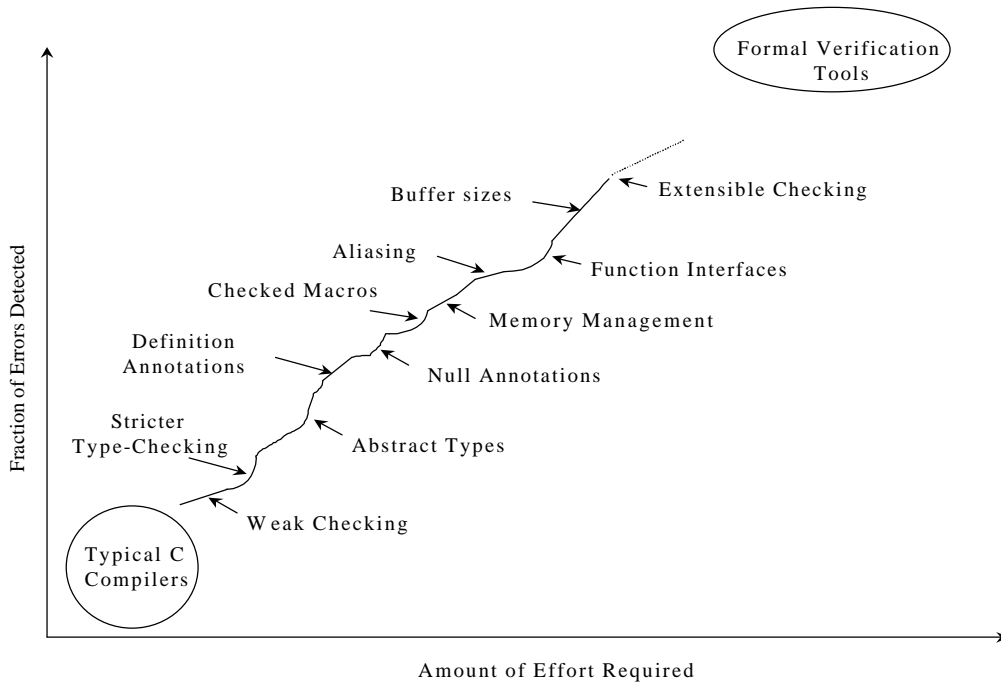 Formal Verification
Tools
Buffer sizes
Extensible Checking
Aliasing
Function Interfaces
Checked Macros
Memory Management
Definition
Annotations
Null Annotations
Stricter
Type-Checking
Abstract Types
Weak Checking
Typical C
Compilers
Fraction of Errors Detected
Amount of Effort Required